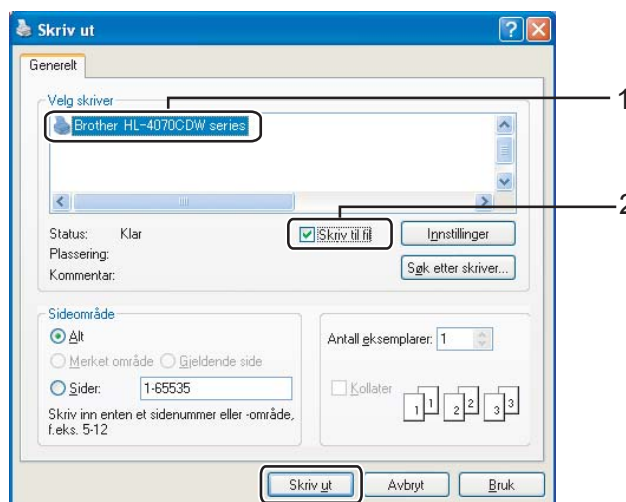 Skriv ut
Generelt
Velg skriver
1
Brother HL-4070CDW series
2
Status: Klar
Skriv til fil
Innstillinger
Plassering:
Kommentar:
Søk etter skriver...
Sideområde
Alt
Merket område
Gjeldende side
Sider:
1-65535
Skriv inn enten et sidenummer eller -område,
f.eks. 5-12
Antall eksemplarer: 1
Kollater
1 1 2 2 3 3
Skriv ut
Avbryt
Bruk